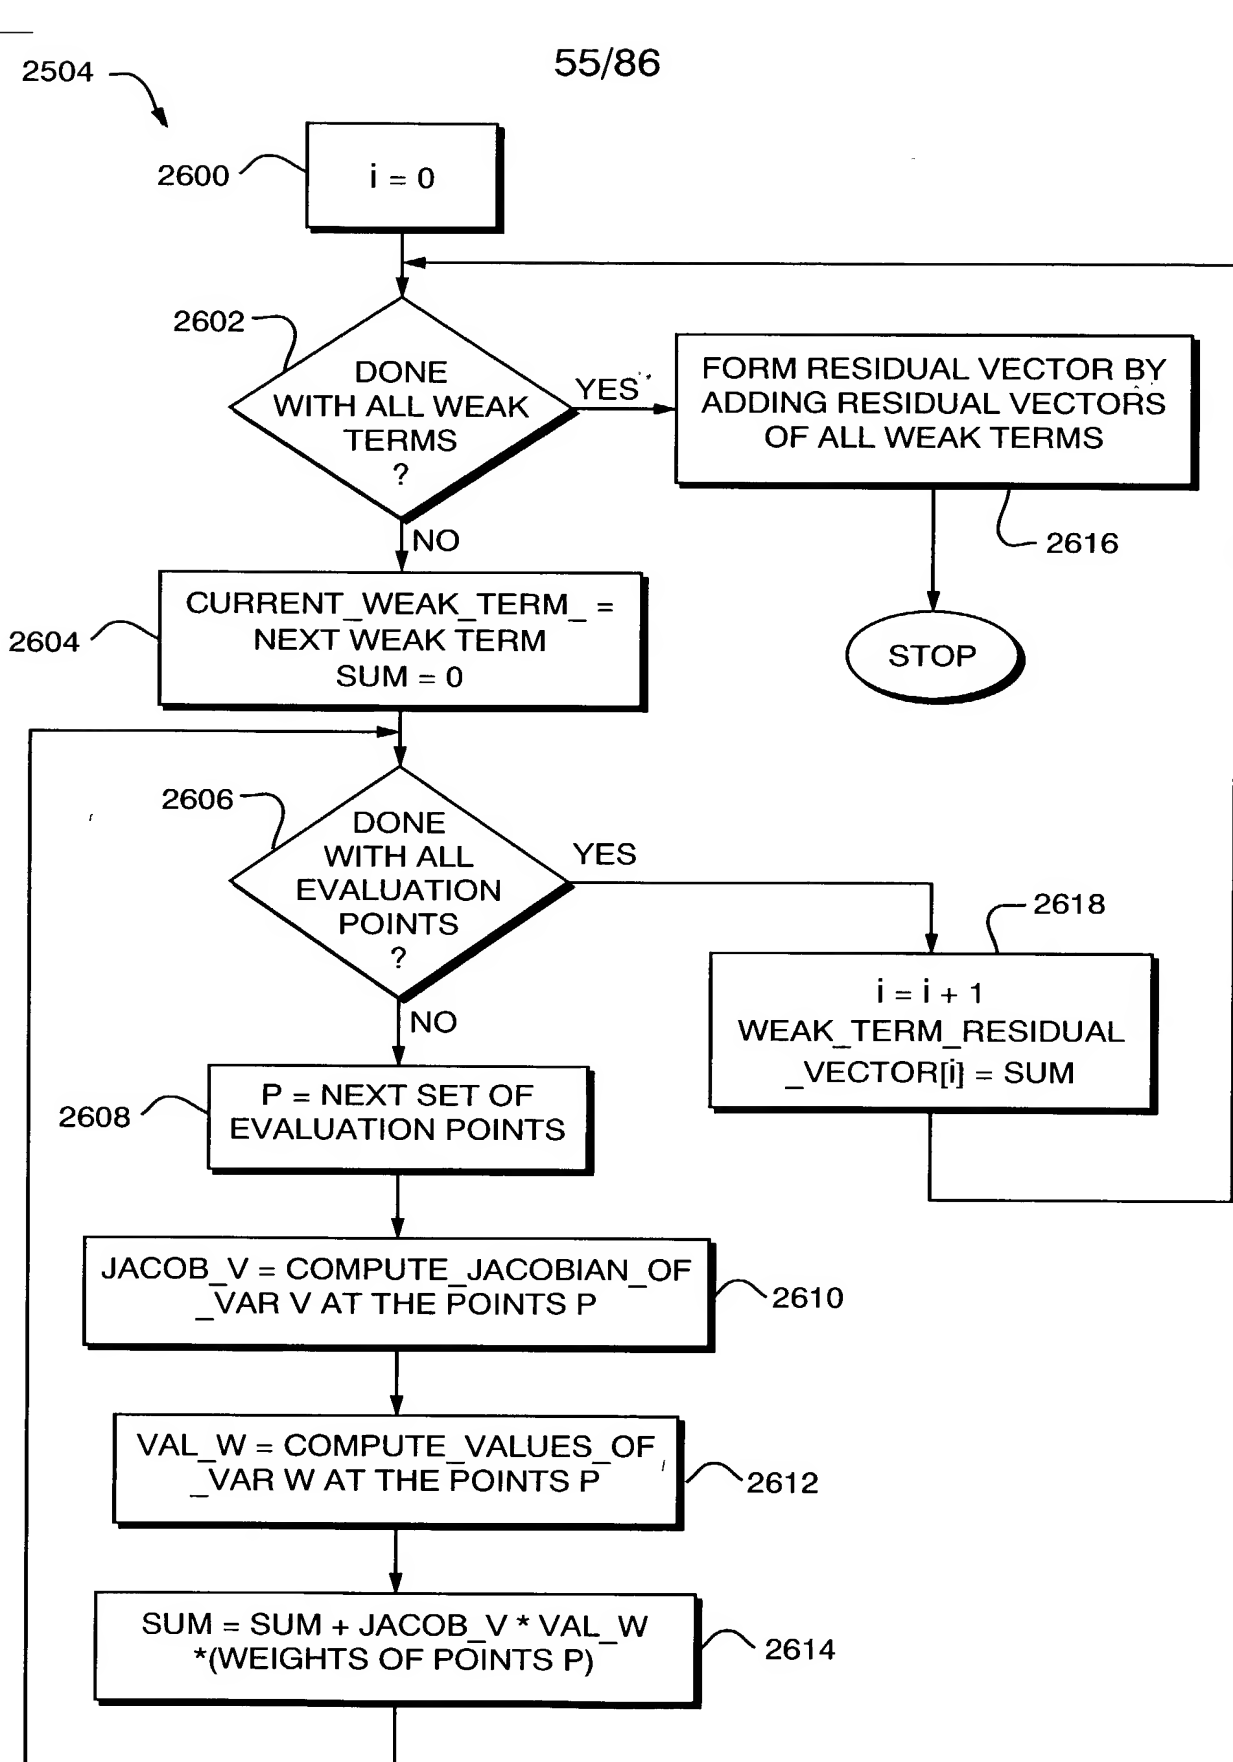 55/86
2504
2600
i = 0
2602
DONE
WITH ALL WEAK
TERMS
?
YES
FORM RESIDUAL VECTOR BY
ADDING RESIDUAL VECTORS
OF ALL WEAK TERMS
2616
STOP
NO
2604
CURRENT_WEAK_TERM_ =
NEXT WEAK TERM
SUM = 0
2606
DONE
WITH ALL
EVALUATION
POINTS
?
YES
2618
i = i + 1
WEAK_TERM_RESIDUAL
_VECTOR[i] = SUM
NO
2608
P = NEXT SET OF
EVALUATION POINTS
JACOB_V = COMPUTE_JACOBIAN_OF
_VAR V AT THE POINTS P
2610
VAL_W = COMPUTE_VALUES_OF
_VAR W AT THE POINTS P
2612
SUM = SUM + JACOB_V * VAL_W
*(WEIGHTS OF POINTS P)
2614